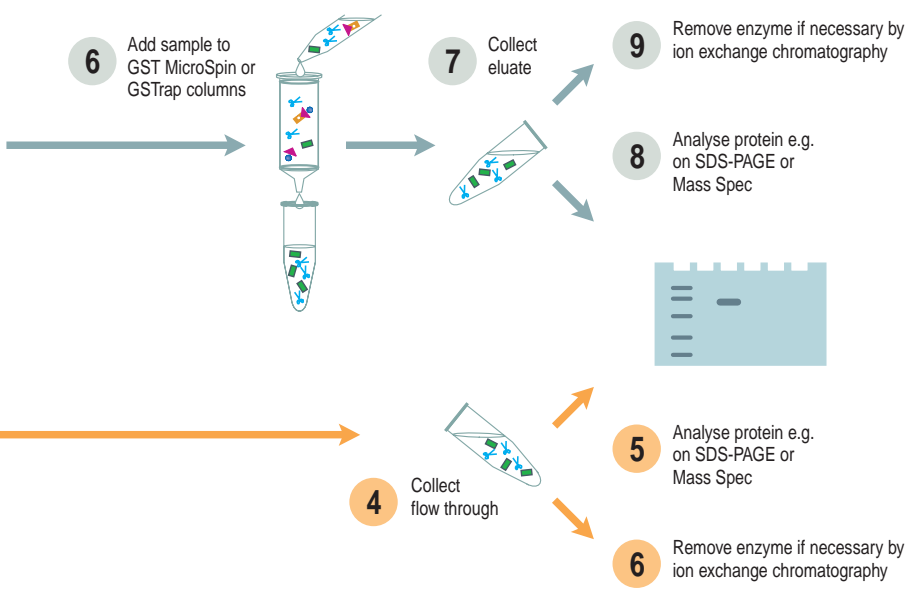 6
Add sample to
GST MicroSpin or
GSTrap columns
7
Collect
eluate
9
Remove enzyme if necessary by
ion exchange chromatography
8
Analyse protein e.g.
on SDS-PAGE or
Mass Spec
4
Collect
flow through
5
Analyse protein e.g.
on SDS-PAGE or
Mass Spec
6
Remove enzyme if necessary by
ion exchange chromatography